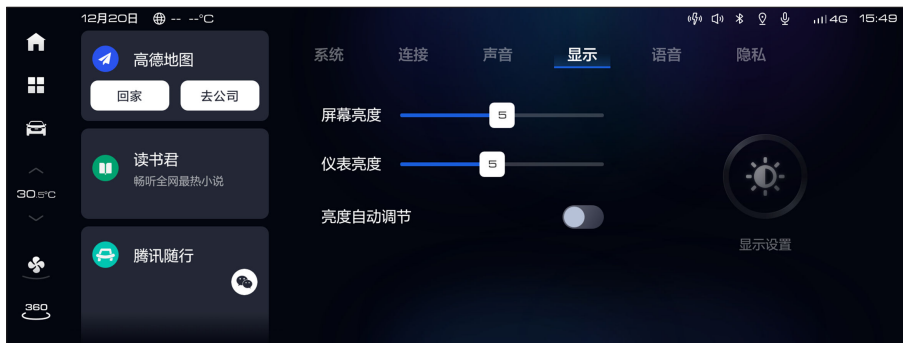 12月20日 -- --°C
4G 15:49
高德地图
回家 去公司
读书君
畅听全网最热小说
腾讯随行
30.5°C
360
系统 连接 声音 显示 语音 隐私
屏幕亮度 5
仪表亮度 5
亮度自动调节
显示设置